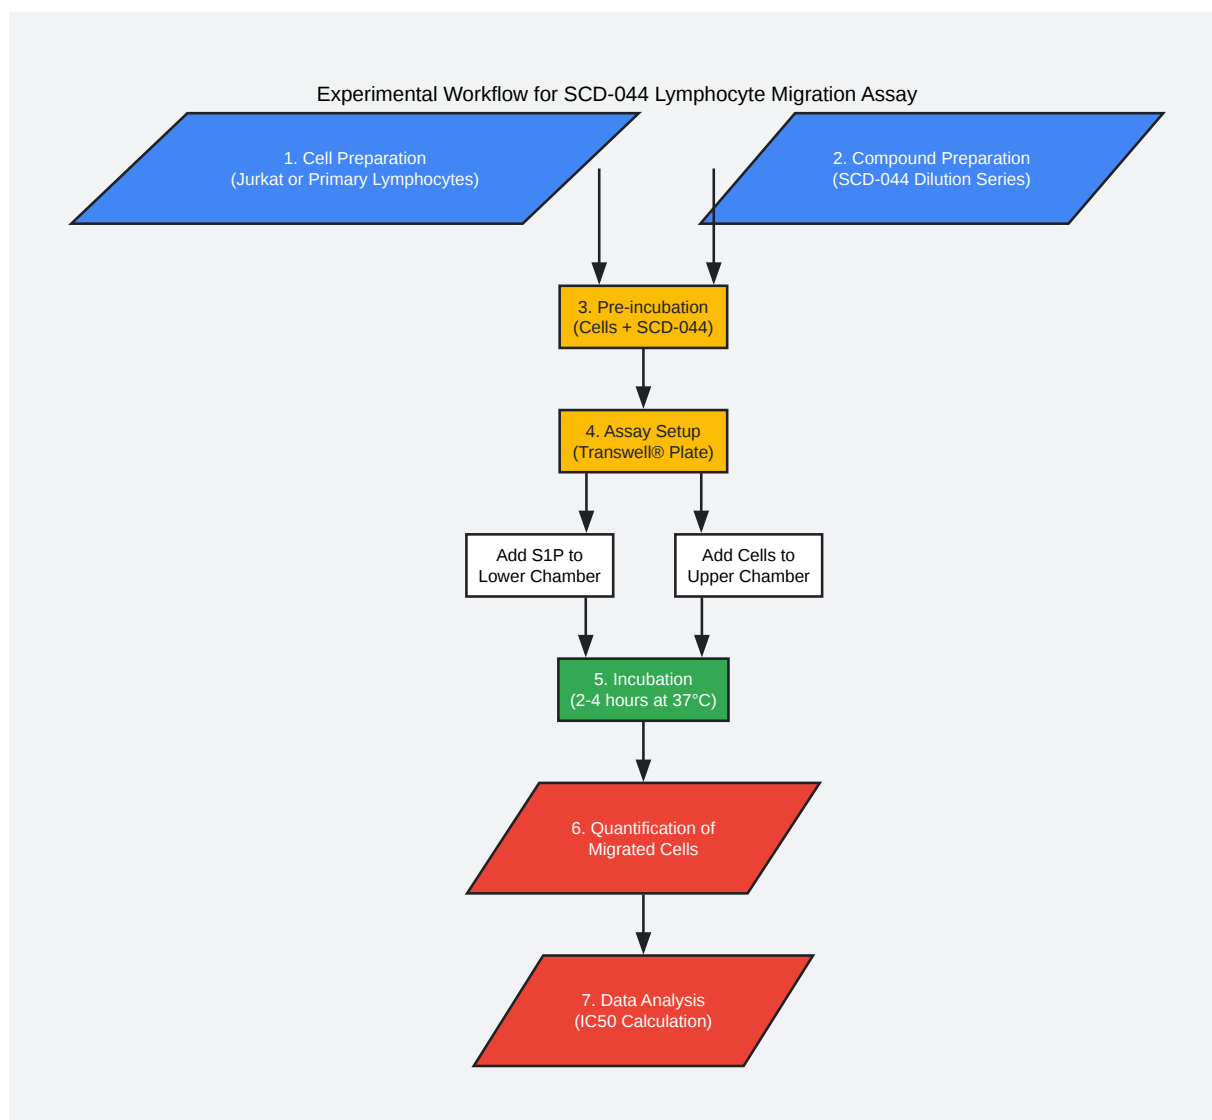 Experimental Workflow for SCD-044 Lymphocyte Migration Assay
1. Cell Preparation
(Jurkat or Primary Lymphocytes)
2. Compound Preparation
(SCD-044 Dilution Series)
3. Pre-incubation
(Cells + SCD-044)
4. Assay Setup
(Transwell® Plate)
Add S1P to
Lower Chamber
Add Cells to
Upper Chamber
5. Incubation
(2-4 hours at 37°C)
6. Quantification of
Migrated Cells
7. Data Analysis
(IC50 Calculation)